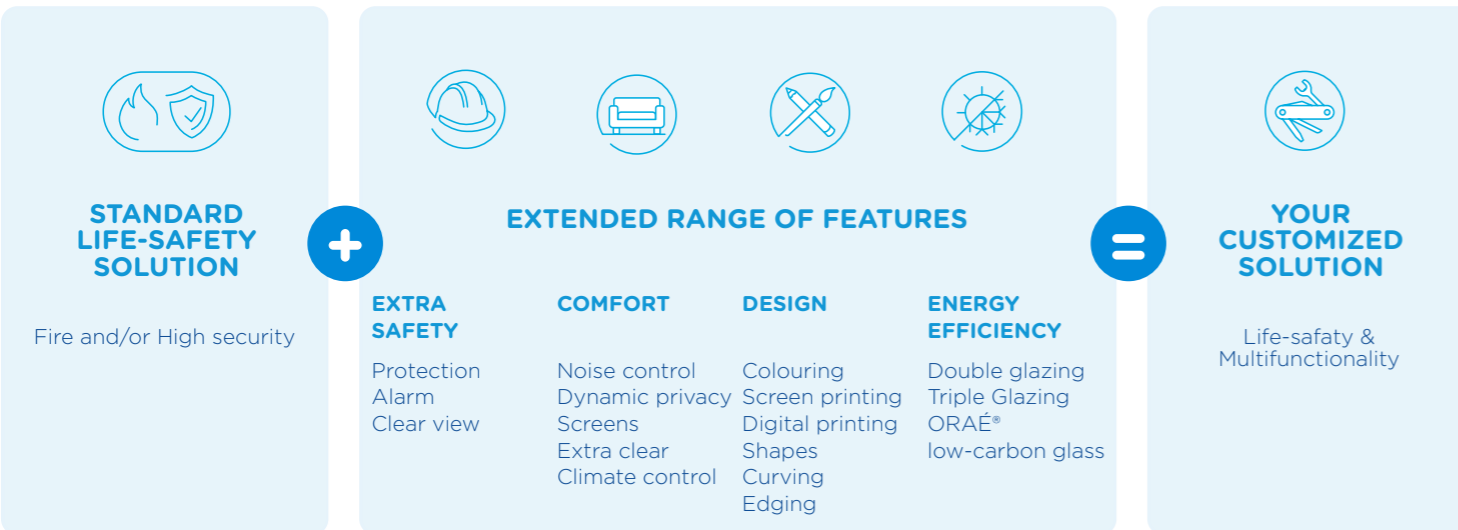 STANDARD
LIFE-SAFETY
SOLUTION
Fire and/or High security
+
EXTENDED RANGE OF FEATURES
EXTRA
SAFETY
Protection
Alarm
Clear view
COMFORT
Noise control
Dynamic privacy
Screens
Extra clear
Climate control
DESIGN
Colouring
Screen printing
Digital printing
Shapes
Curving
Edging
ENERGY
EFFICIENCY
Double glazing
Triple Glazing
ORAÉ®
low-carbon glass
=
YOUR
CUSTOMIZED
SOLUTION
Life-safaty &
Multifunctionality